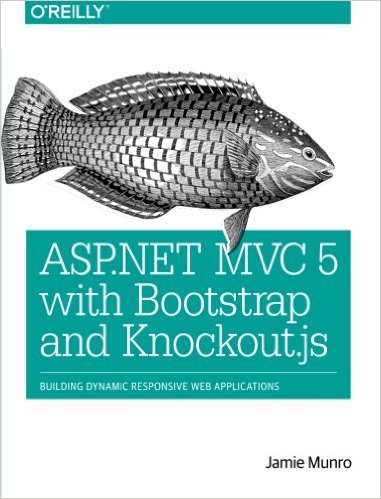 O'REILLY®
ASP.NET MVC 5
with Bootstrap
and Knockout.js
BUILDING DYNAMIC RESPONSIVE WEB APPLICATIONS
Jamie Munro